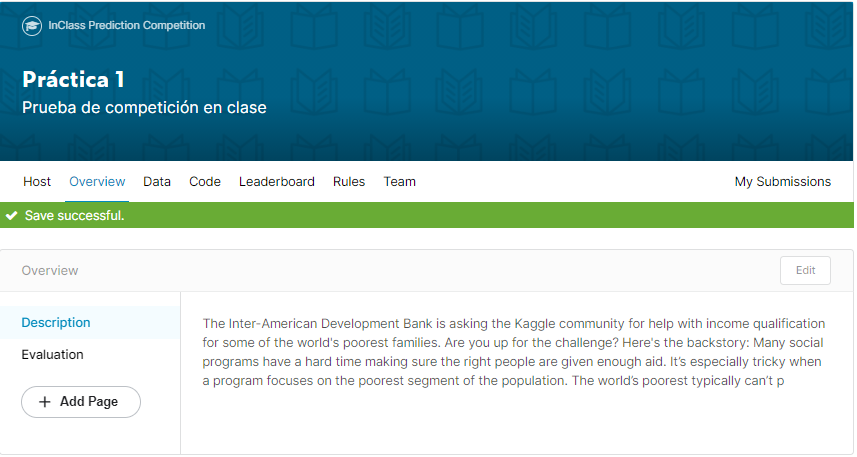 InClass Prediction Competition
Práctica 1
Prueba de competición en clase
Host Overview Data Code Leaderboard Rules Team My Submissions
Save successful.
Overview Edit
Description
Evaluation
+ Add Page
The Inter-American Development Bank is asking the Kaggle community for help with income qualification
for some of the world's poorest families. Are you up for the challenge? Here's the backstory: Many social
programs have a hard time making sure the right people are given enough aid. It’s especially tricky when
a program focuses on the poorest segment of the population. The world’s poorest typically can’t p